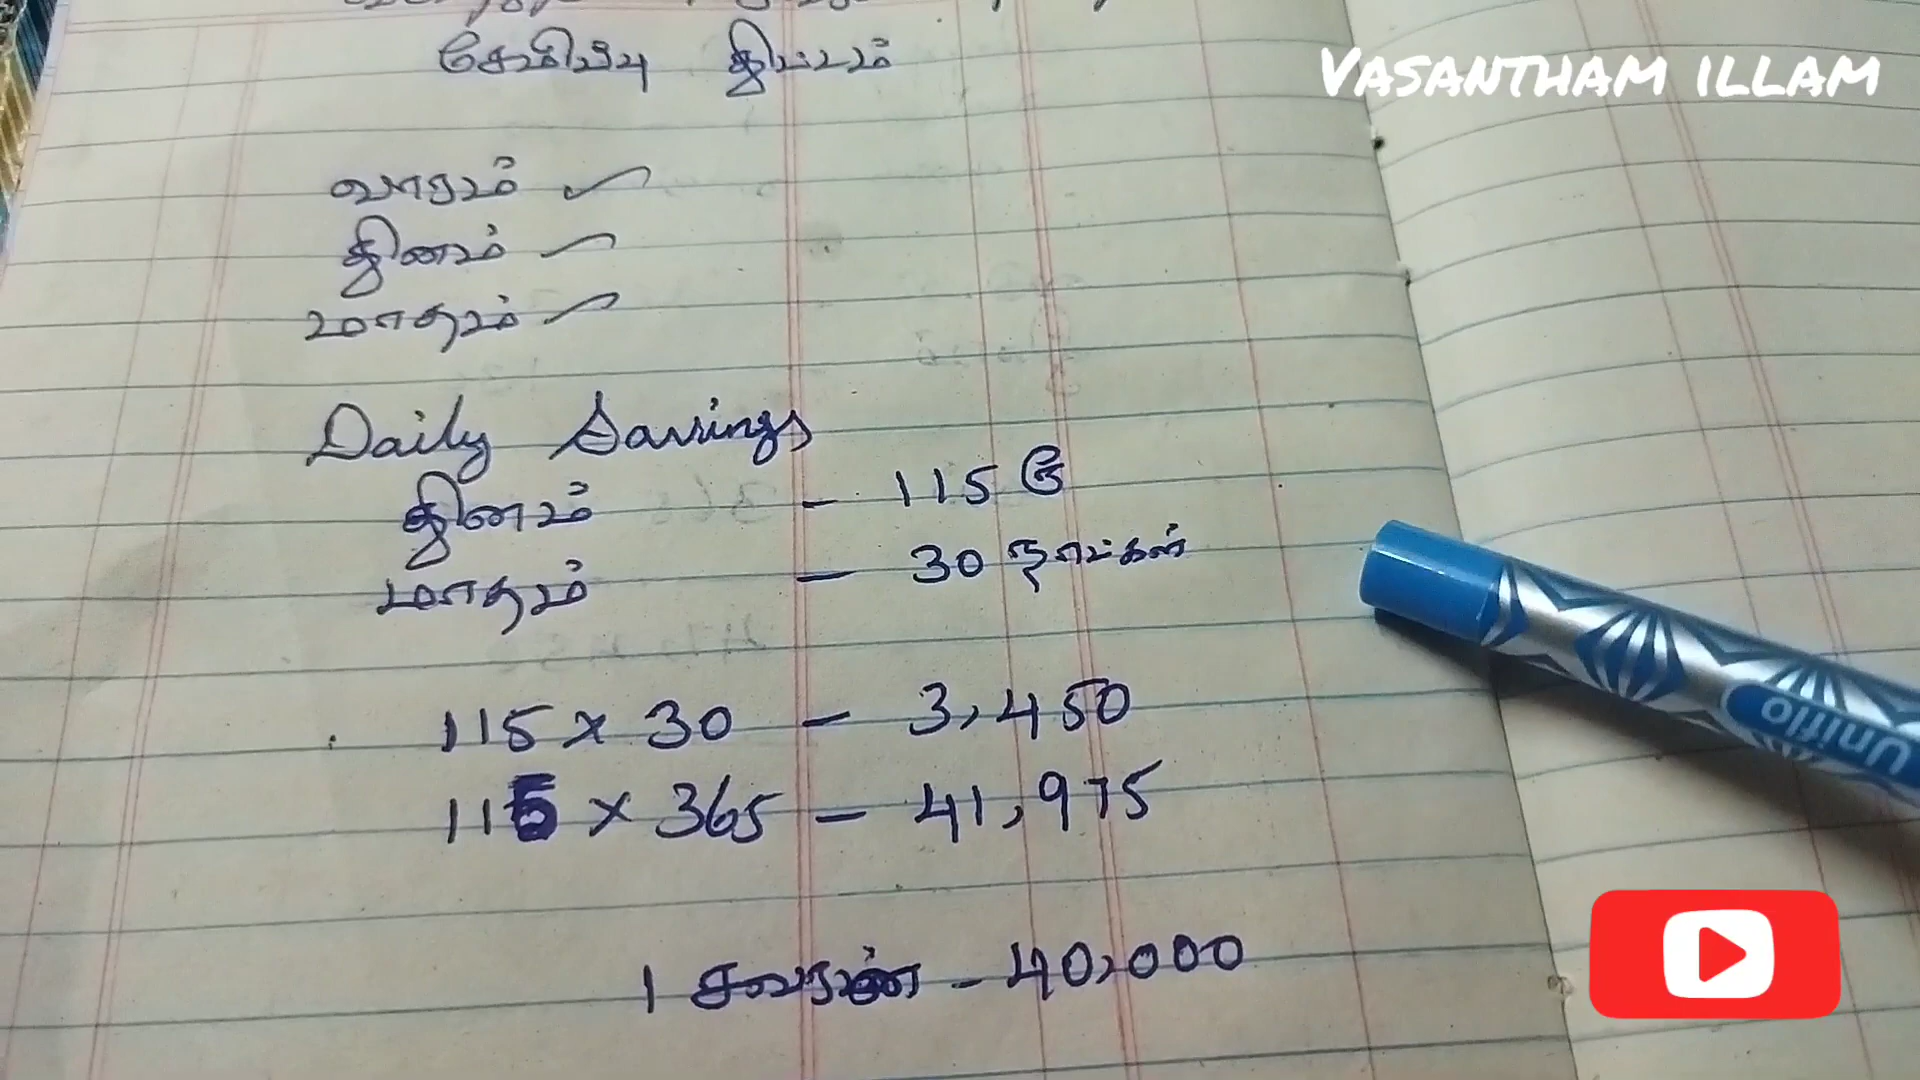 சேமிப்பு திட்டம்
VASANTHAM ILLAM
வாரம்
தினம்
மாதம்
Daily Savings
தினம் - 115 ரூ
மாதம் - 30 நாட்கள்
115 x 30 - 3,450
115 x 365 - 41,975
1 சவரன் - 40,000
Uniflo